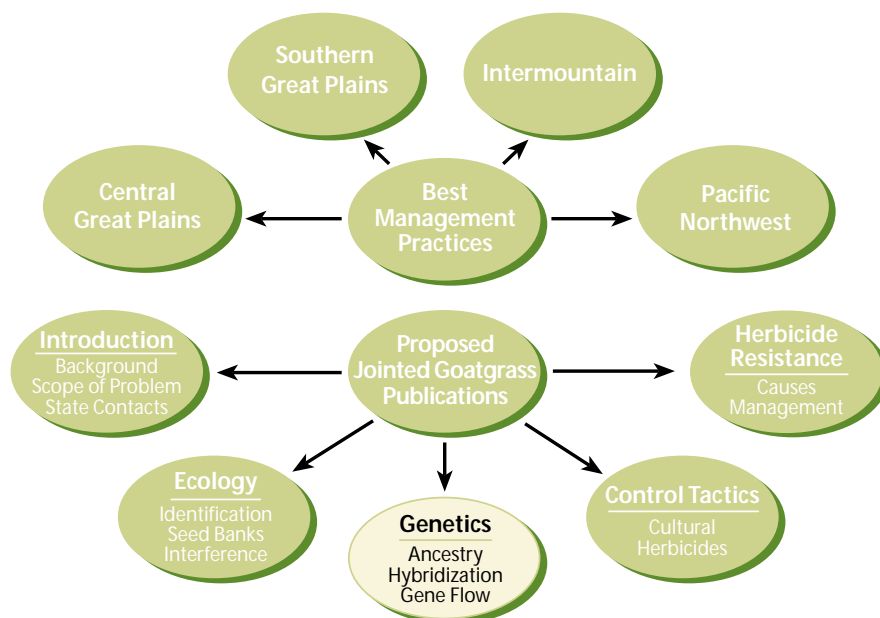 Southern
Great Plains
Intermountain
Central
Great Plains
Best
Management
Practices
Pacific
Northwest
Introduction
Background
Scope of Problem
State Contacts
Proposed
Jointed Goatgrass
Publications
Herbicide
Resistance
Causes
Management
Ecology
Identification
Seed Banks
Interference
Genetics
Ancestry
Hybridization
Gene Flow
Control Tactics
Cultural
Herbicides